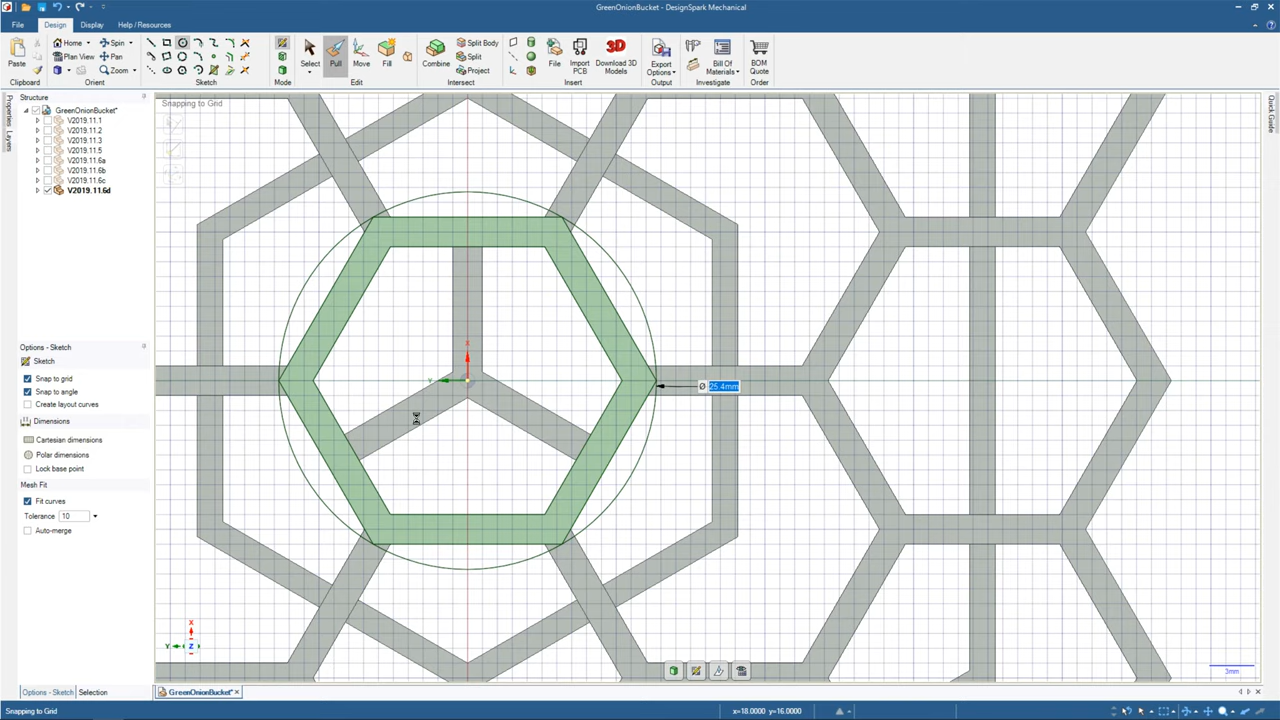 GreenOnionBucket - DesignSpark Mechanical
File Design Display Help / Resources
Paste
Home Spin
Plan View Pan
Zoom
Select Pull Move Fill
Combine
Split Body
Split
Project
File Import PCB Download 3D Models
Export Options
Bill Of Materials
BOM Quote
Clipboard Orient Sketch Mode Edit Intersect Insert Output Investigate Order
Structure
GreenOnionBucket*
V2019.11.1
V2019.11.2
V2019.11.3
V2019.11.5
V2019.11.6a
V2019.11.6b
V2019.11.6c
V2019.11.6d
Properties
Layers
Quick Guide
Snapping to Grid
X
Y
Ø 25.4mm
Options - Sketch
Sketch
Snap to grid
Snap to angle
Create layout curves
Dimensions
Cartesian dimensions
Polar dimensions
Lock base point
Mesh Fit
Fit curves
Tolerance 10
Auto-merge
X
Y Z
3mm
Options - Sketch Selection
GreenOnionBucket*
Snapping to Grid
x=18.0000 y=16.0000